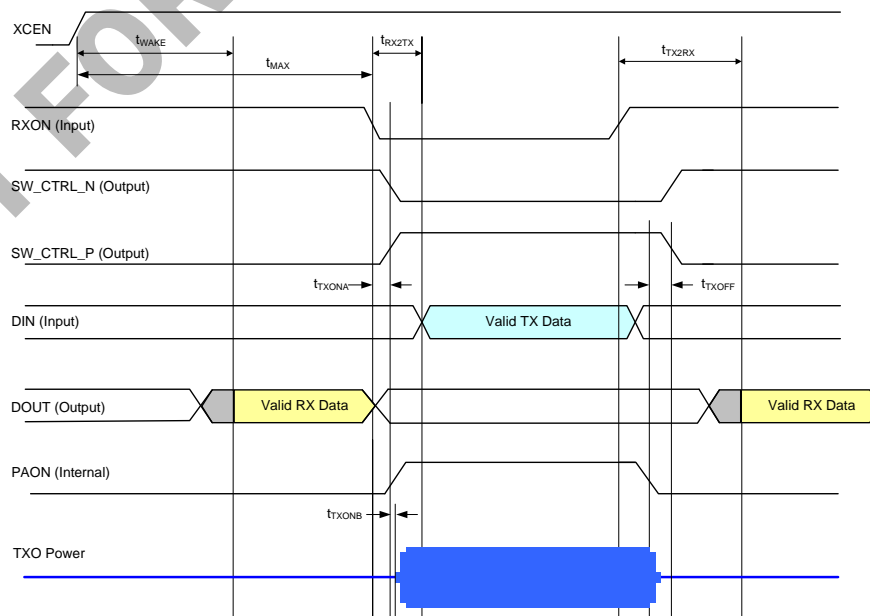 XCEN
tWAKE
tRX2TX
tTX2RX
tMAX
RXON (Input)
SW_CTRL_N (Output)
SW_CTRL_P (Output)
tTXONA
tTXOFF
DIN (Input)
Valid TX Data
DOUT (Output)
Valid RX Data
Valid RX Data
PAON (Internal)
tTXONB
TXO Power
FOR